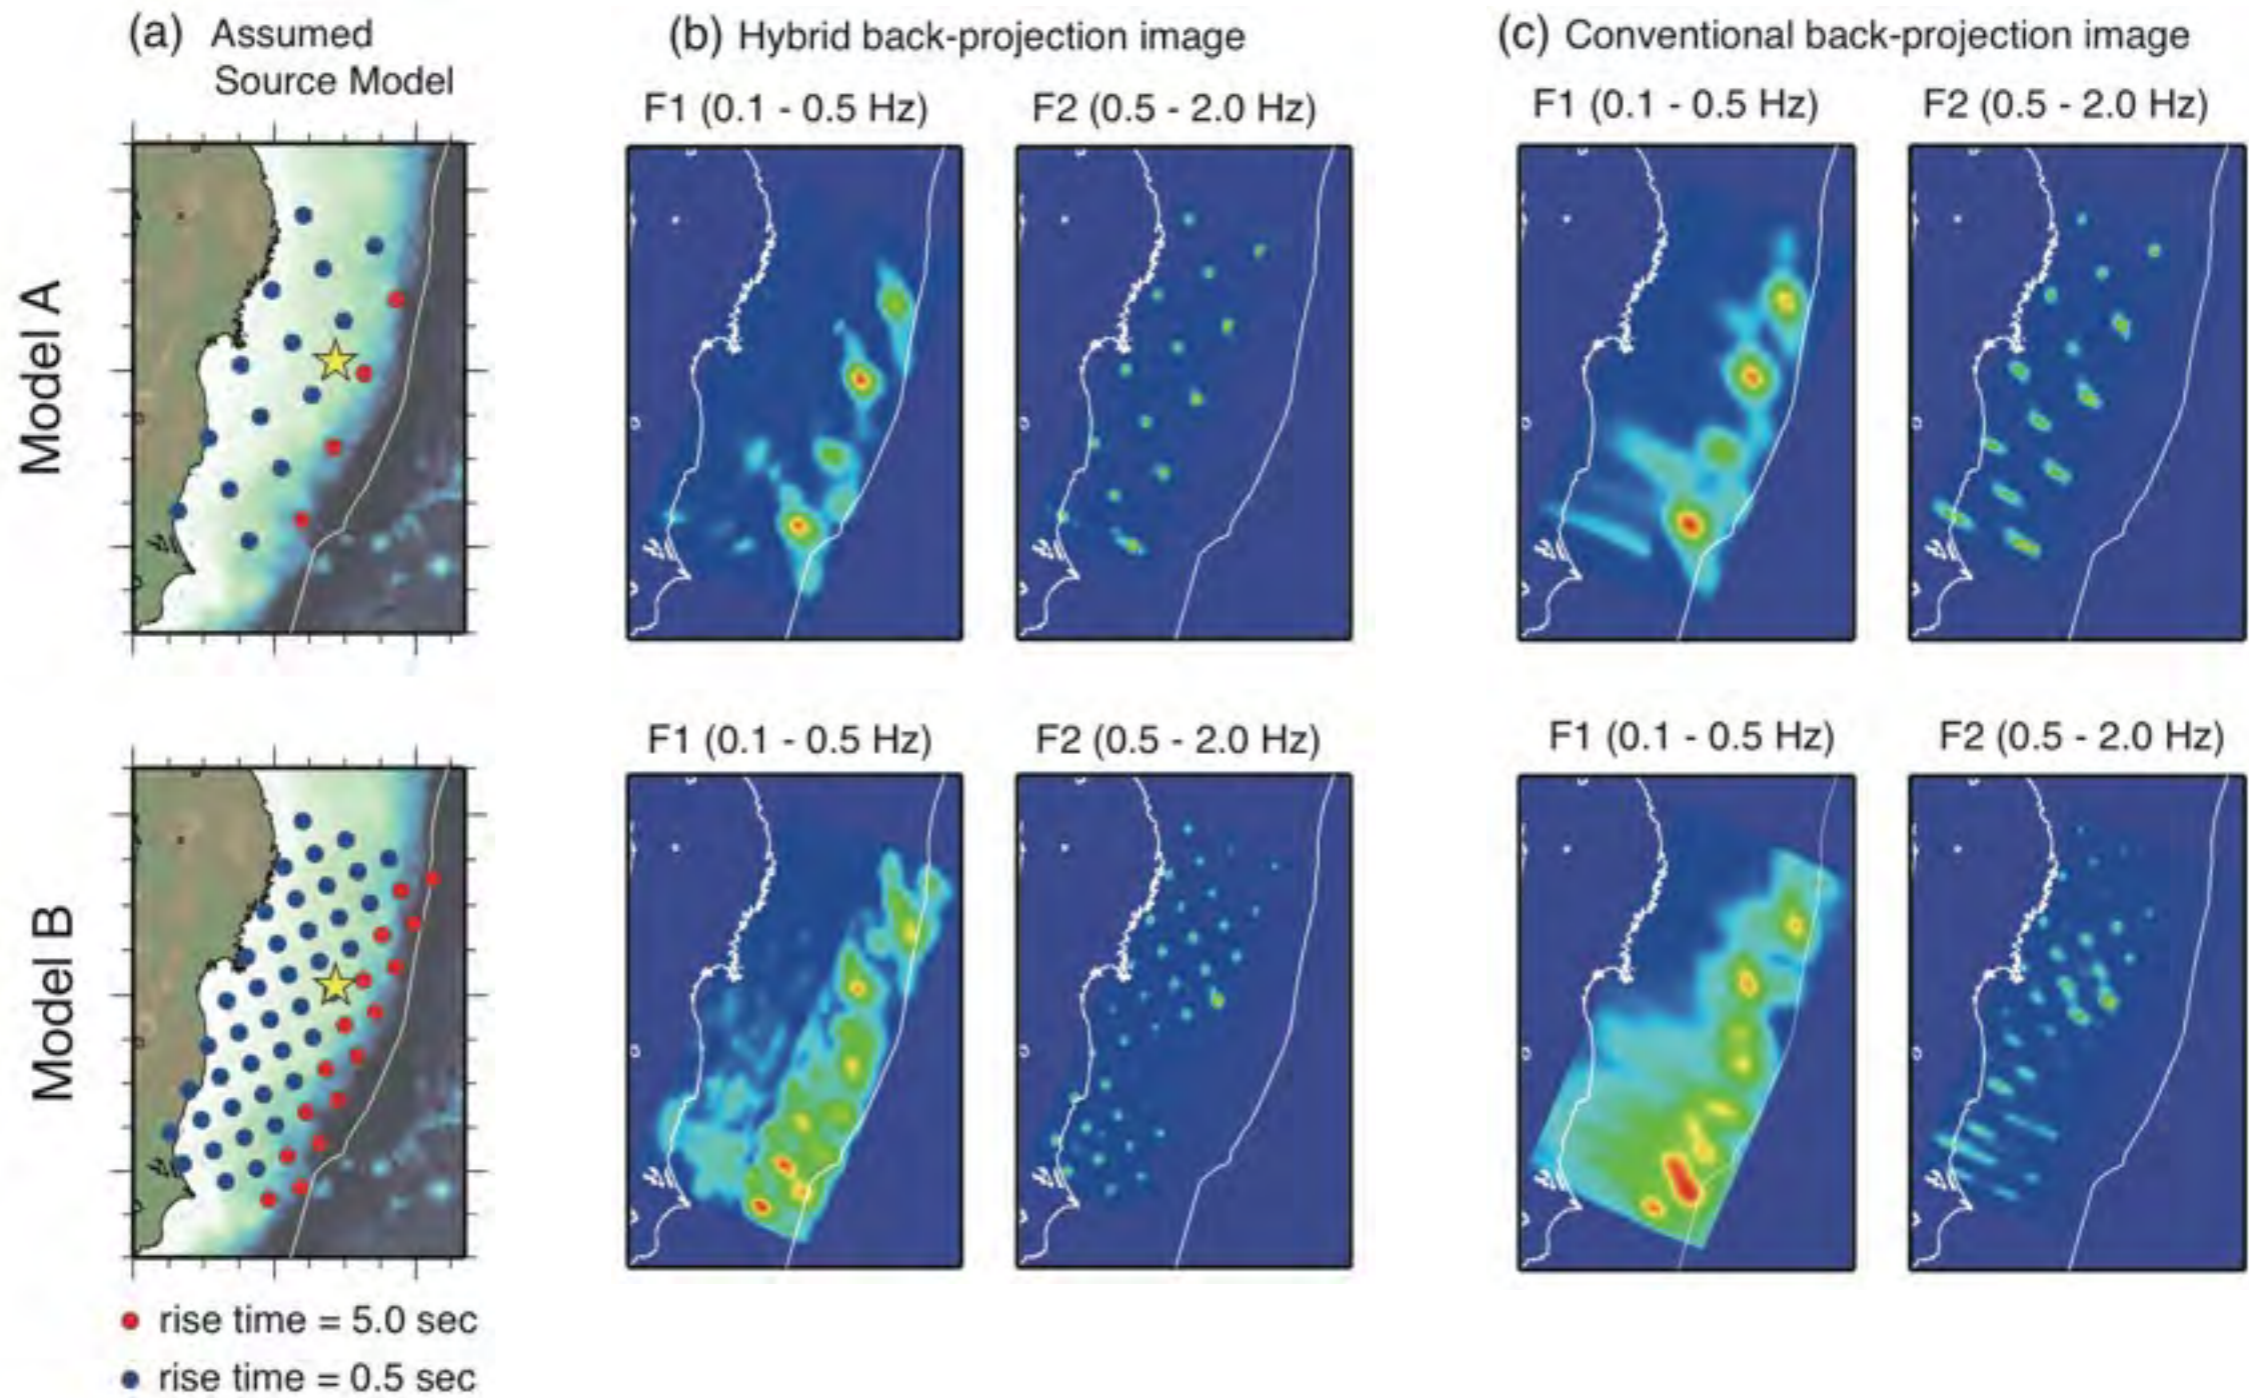 (a) Assumed
Source Model
(b) Hybrid back-projection image
(c) Conventional back-projection image
F1 (0.1 - 0.5 Hz)
F2 (0.5 - 2.0 Hz)
F1 (0.1 - 0.5 Hz)
F2 (0.5 - 2.0 Hz)
Model A
F1 (0.1 - 0.5 Hz)
F2 (0.5 - 2.0 Hz)
F1 (0.1 - 0.5 Hz)
F2 (0.5 - 2.0 Hz)
Model B
rise time = 5.0 sec
rise time = 0.5 sec